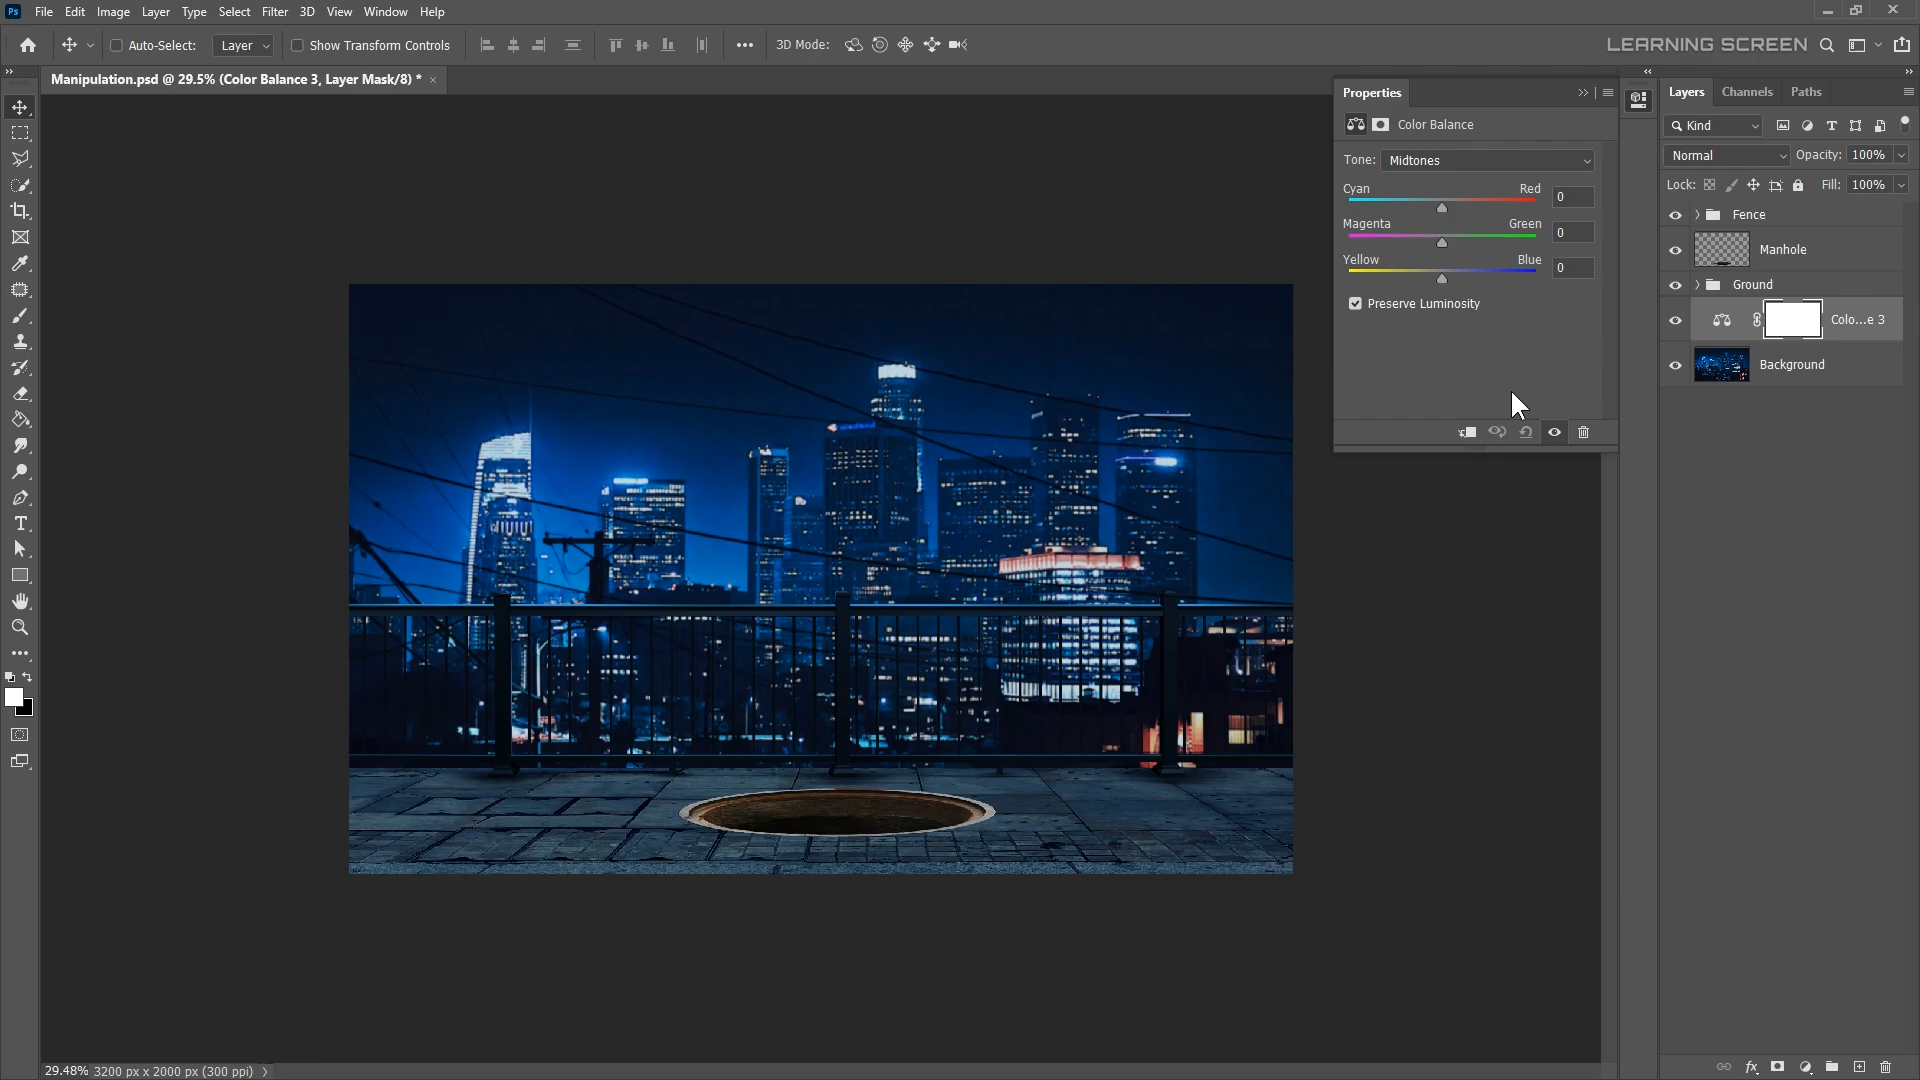 Ps File Edit Image Layer Type Select Filter 3D View Window Help
Auto-Select: Layer Show Transform Controls 3D Mode: LEARNING SCREEN
Manipulation.psd @ 29.5% (Color Balance 3, Layer Mask/8) *
Properties
Color Balance
Tone: Midtones
Cyan Red 0
Magenta Green 0
Yellow Blue 0
Preserve Luminosity
Layers Channels Paths
Kind
Normal Opacity: 100%
Lock: Fill: 100%
Fence
Manhole
Ground
Colo...e 3
Background
29.48% 3200 px x 2000 px (300 ppi)